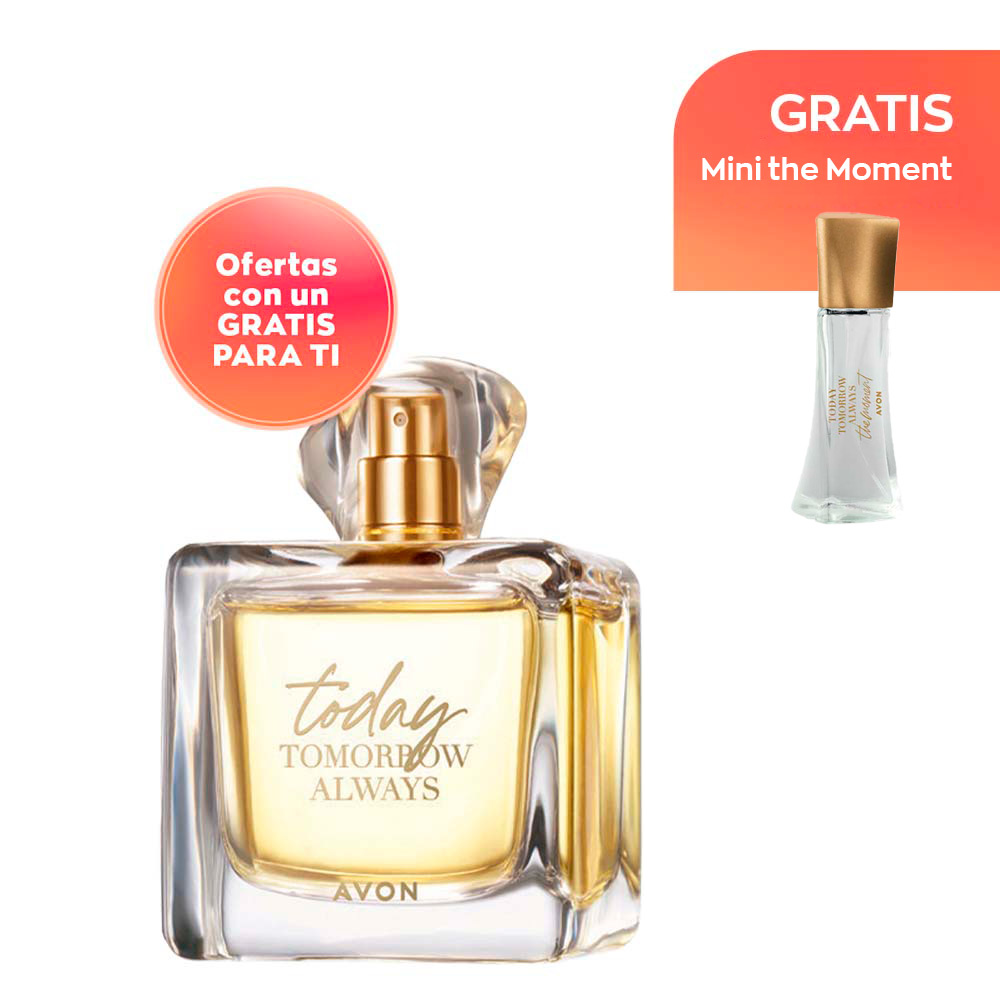 GRATIS
Mini the Moment
Ofertas
con un
GRATIS
PARA TI
TODAY
TOMORROW
ALWAYS
the moment
AVON
today
TOMORROW
ALWAYS
AVON